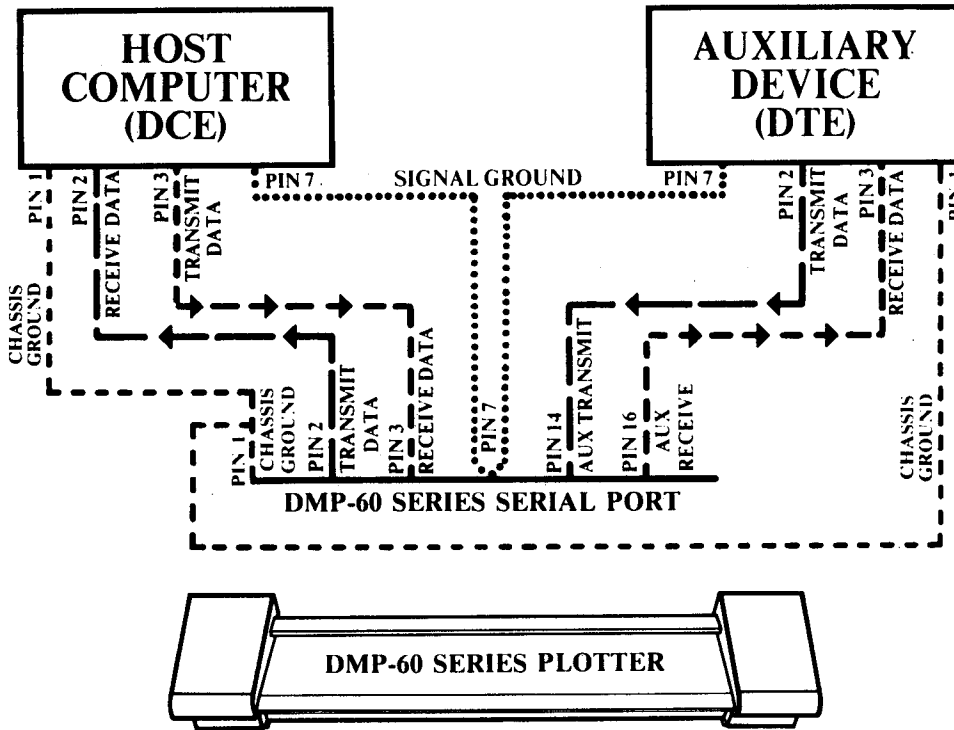 HOST
COMPUTER
(DCE)
AUXILIARY
DEVICE
(DTE)
PIN 1
PIN 2
RECEIVE DATA
PIN 3
TRANSMIT
DATA
PIN 7
SIGNAL GROUND
PIN 7
PIN 2
TRANSMIT
DATA
PIN 3
RECEIVE DATA
PIN 1
CHASSIS
GROUND
PIN 1
CHASSIS
GROUND
PIN 2
TRANSMIT
DATA
PIN 3
RECEIVE DATA
PIN 7
PIN 14
AUX TRANSMIT
PIN 16
AUX
RECEIVE
CHASSIS
GROUND
DMP-60 SERIES SERIAL PORT
DMP-60 SERIES PLOTTER